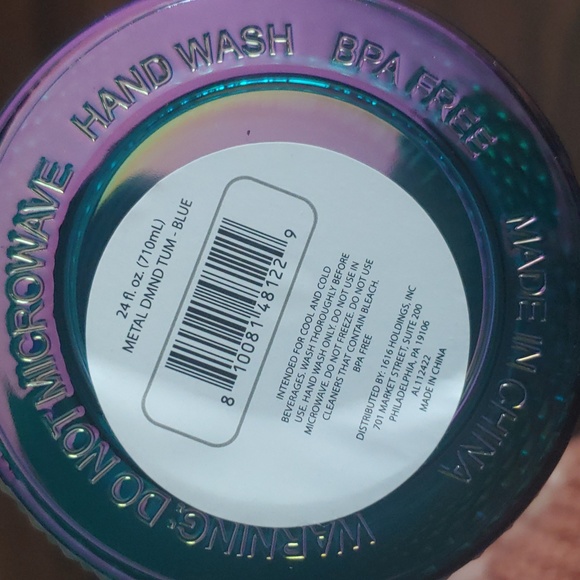 WARNING: DO NOT MICROWAVE HAND WASH BPA FREE MADE IN CHINA
24 fl. oz. (710mL)
METAL DMND TUM - BLUE
8 10081 48122 9
INTENDED FOR COOL AND COLD
BEVERAGES. WASH THOROUGHLY BEFORE
USE. HAND WASH ONLY. DO NOT USE IN
MICROWAVE. DO NOT FREEZE. DO NOT USE
CLEANERS THAT CONTAIN BLEACH.
BPA FREE
DISTRIBUTED BY: 1616 HOLDINGS, INC
701 MARKET STREET, SUITE 200
PHILADELPHIA, PA 19106
AL112422
MADE IN CHINA